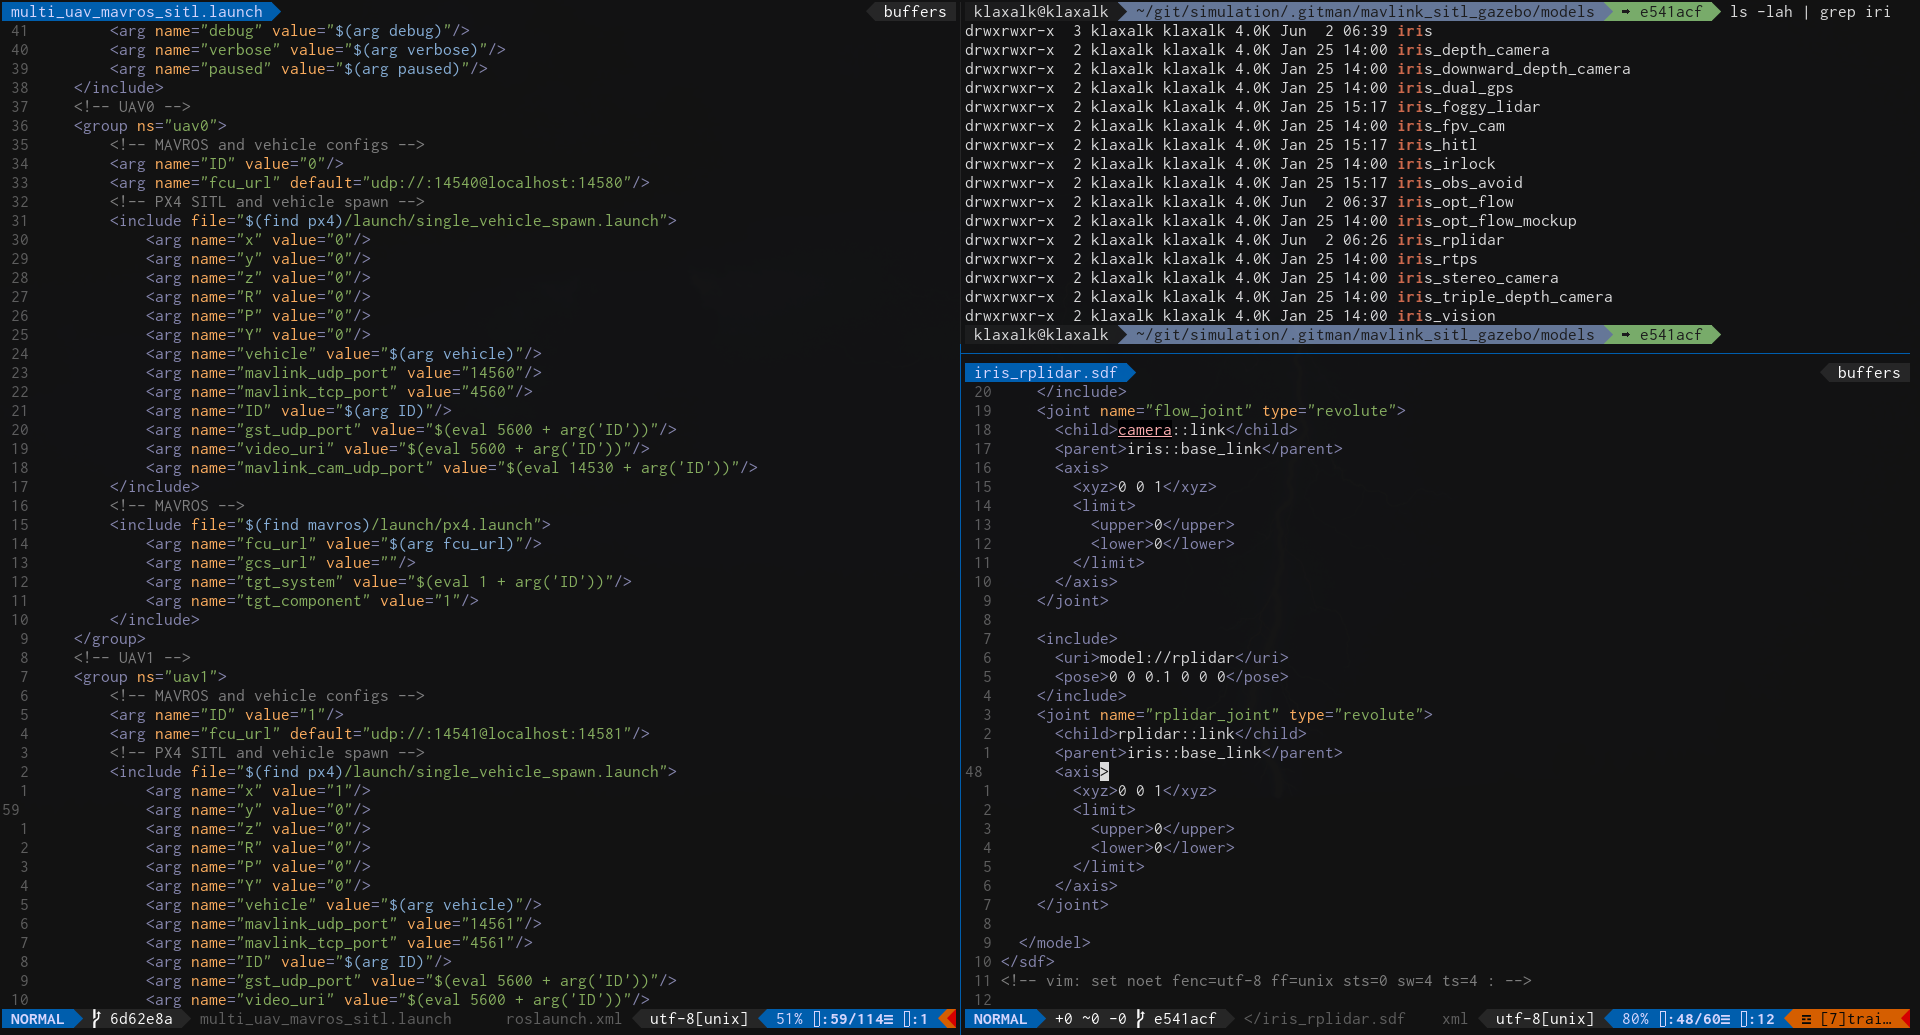 multi_uav_mavros_sitl.launch buffers
41 <arg name="debug" value="$(arg debug)"/>
40 <arg name="verbose" value="$(arg verbose)"/>
39 <arg name="paused" value="$(arg paused)"/>
38 </include>
37 <!-- UAV0 -->
36 <group ns="uav0">
35 <!-- MAVROS and vehicle configs -->
34 <arg name="ID" value="0"/>
33 <arg name="fcu_url" default="udp://:14540@localhost:14580"/>
32 <!-- PX4 SITL and vehicle spawn -->
31 <include file="$(find px4)/launch/single_vehicle_spawn.launch">
30 <arg name="x" value="0"/>
29 <arg name="y" value="0"/>
28 <arg name="z" value="0"/>
27 <arg name="R" value="0"/>
26 <arg name="P" value="0"/>
25 <arg name="Y" value="0"/>
24 <arg name="vehicle" value="$(arg vehicle)"/>
23 <arg name="mavlink_udp_port" value="14560"/>
22 <arg name="mavlink_tcp_port" value="4560"/>
21 <arg name="ID" value="$(arg ID)"/>
20 <arg name="gst_udp_port" value="$(eval 5600 + arg('ID'))"/>
19 <arg name="video_uri" value="$(eval 5600 + arg('ID'))"/>
18 <arg name="mavlink_cam_udp_port" value="$(eval 14530 + arg('ID'))"/>
17 </include>
16 <!-- MAVROS -->
15 <include file="$(find mavros)/launch/px4.launch">
14 <arg name="fcu_url" value="$(arg fcu_url)"/>
13 <arg name="gcs_url" value=""/>
12 <arg name="tgt_system" value="$(eval 1 + arg('ID'))"/>
11 <arg name="tgt_component" value="1"/>
10 </include>
9 </group>
8 <!-- UAV1 -->
7 <group ns="uav1">
6 <!-- MAVROS and vehicle configs -->
5 <arg name="ID" value="1"/>
4 <arg name="fcu_url" default="udp://:14541@localhost:14581"/>
3 <!-- PX4 SITL and vehicle spawn -->
2 <include file="$(find px4)/launch/single_vehicle_spawn.launch">
1 <arg name="x" value="1"/>
59 <arg name="y" value="0"/>
1 <arg name="z" value="0"/>
2 <arg name="R" value="0"/>
3 <arg name="P" value="0"/>
4 <arg name="Y" value="0"/>
5 <arg name="vehicle" value="$(arg vehicle)"/>
6 <arg name="mavlink_udp_port" value="14561"/>
7 <arg name="mavlink_tcp_port" value="4561"/>
8 <arg name="ID" value="$(arg ID)"/>
9 <arg name="gst_udp_port" value="$(eval 5600 + arg('ID'))"/>
10 <arg name="video_uri" value="$(eval 5600 + arg('ID'))"/>
NORMAL 6d62e8a multi_uav_mavros_sitl.launch roslaunch.xml utf-8[unix] 51% :59/114≡ :1
klaxalk@klaxalk ~/git/simulation/.gitman/mavlink_sitl_gazebo/models ➡ e541acf ls -lah | grep iri
drwxrwxr-x 3 klaxalk klaxalk 4.0K Jun 2 06:39 iris
drwxrwxr-x 2 klaxalk klaxalk 4.0K Jan 25 14:00 iris_depth_camera
drwxrwxr-x 2 klaxalk klaxalk 4.0K Jan 25 14:00 iris_downward_depth_camera
drwxrwxr-x 2 klaxalk klaxalk 4.0K Jan 25 14:00 iris_dual_gps
drwxrwxr-x 2 klaxalk klaxalk 4.0K Jan 25 15:17 iris_foggy_lidar
drwxrwxr-x 2 klaxalk klaxalk 4.0K Jan 25 14:00 iris_fpv_cam
drwxrwxr-x 2 klaxalk klaxalk 4.0K Jan 25 15:17 iris_hitl
drwxrwxr-x 2 klaxalk klaxalk 4.0K Jan 25 14:00 iris_irlock
drwxrwxr-x 2 klaxalk klaxalk 4.0K Jan 25 15:17 iris_obs_avoid
drwxrwxr-x 2 klaxalk klaxalk 4.0K Jun 2 06:37 iris_opt_flow
drwxrwxr-x 2 klaxalk klaxalk 4.0K Jan 25 14:00 iris_opt_flow_mockup
drwxrwxr-x 2 klaxalk klaxalk 4.0K Jun 2 06:26 iris_rplidar
drwxrwxr-x 2 klaxalk klaxalk 4.0K Jan 25 14:00 iris_rtps
drwxrwxr-x 2 klaxalk klaxalk 4.0K Jan 25 14:00 iris_stereo_camera
drwxrwxr-x 2 klaxalk klaxalk 4.0K Jan 25 14:00 iris_triple_depth_camera
drwxrwxr-x 2 klaxalk klaxalk 4.0K Jan 25 14:00 iris_vision
klaxalk@klaxalk ~/git/simulation/.gitman/mavlink_sitl_gazebo/models ➡ e541acf
iris_rplidar.sdf buffers
20 </include>
19 <joint name="flow_joint" type="revolute">
18 <child>camera::link</child>
17 <parent>iris::base_link</parent>
16 <axis>
15 <xyz>0 0 1</xyz>
14 <limit>
13 <upper>0</upper>
12 <lower>0</lower>
11 </limit>
10 </axis>
9 </joint>
8
7 <include>
6 <uri>model://rplidar</uri>
5 <pose>0 0 0.1 0 0 0</pose>
4 </include>
3 <joint name="rplidar_joint" type="revolute">
2 <child>rplidar::link</child>
1 <parent>iris::base_link</parent>
48 <axis>
1 <xyz>0 0 1</xyz>
2 <limit>
3 <upper>0</upper>
4 <lower>0</lower>
5 </limit>
6 </axis>
7 </joint>
8
9 </model>
10 </sdf>
11 <!-- vim: set noet fenc=utf-8 ff=unix sts=0 sw=4 ts=4 : -->
12
NORMAL +0 ~0 -0 e541acf </iris_rplidar.sdf xml utf-8[unix] 80% :48/60≡ :12 ☲ [7]trai…